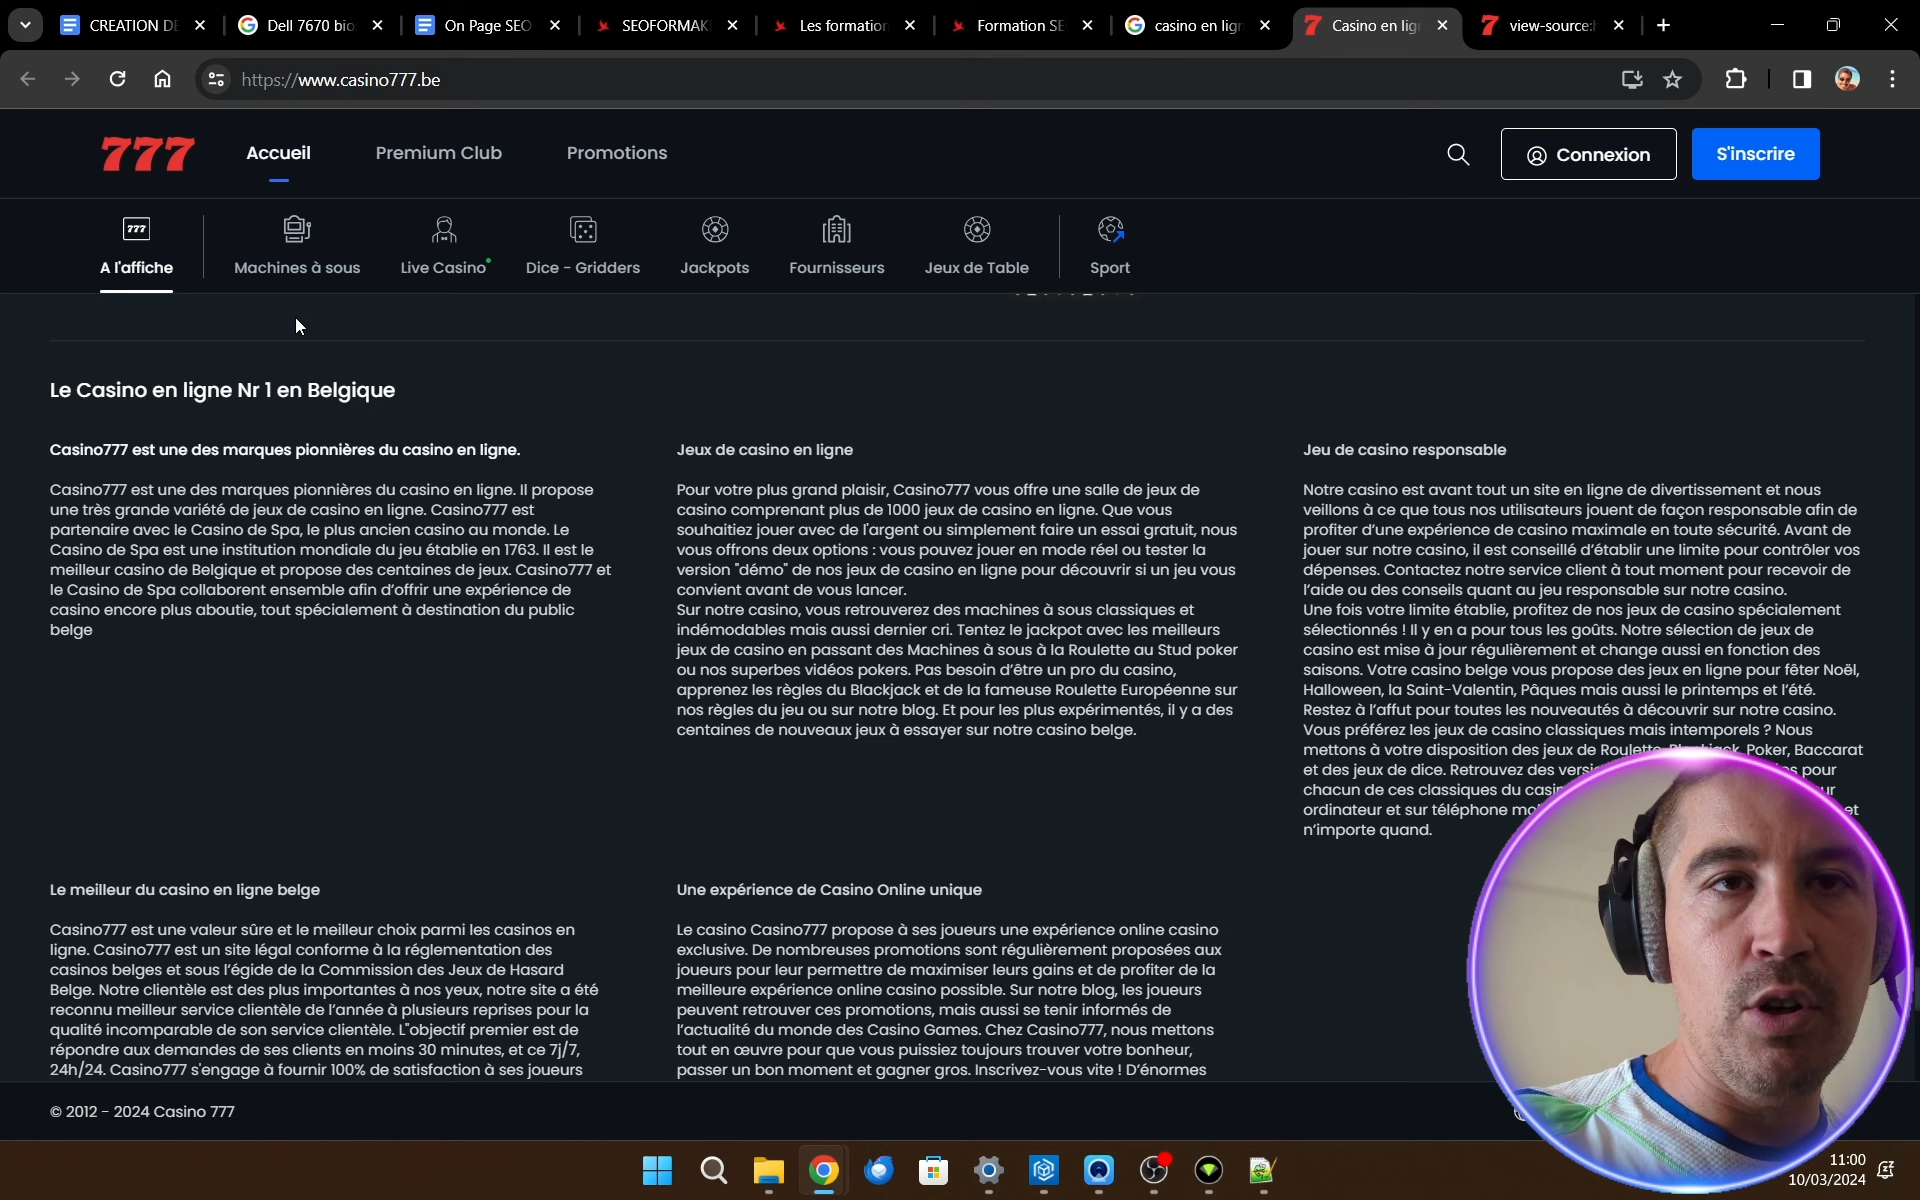 CREATION DE
Dell 7670 bio
On Page SEO
SEOFORMAK
Les formation
Formation SE
casino en lign
Casino en lig
view-source:h
https://www.casino777.be
777
Accueil
Premium Club
Promotions
Connexion
S'inscrire
777
A l'affiche
Machines à sous
Live Casino
Dice - Gridders
Jackpots
Fournisseurs
Jeux de Table
Sport
Le Casino en ligne Nr 1 en Belgique
Casino777 est une des marques pionnières du casino en ligne.
Casino777 est une des marques pionnières du casino en ligne. Il propose
une très grande variété de jeux de casino en ligne. Casino777 est
partenaire avec le Casino de Spa, le plus ancien casino au monde. Le
Casino de Spa est une institution mondiale du jeu établie en 1763. Il est le
meilleur casino de Belgique et propose des centaines de jeux. Casino777 et
le Casino de Spa collaborent ensemble afin d'offrir une expérience de
casino encore plus aboutie, tout spécialement à destination du public
belge
Jeux de casino en ligne
Pour votre plus grand plaisir, Casino777 vous offre une salle de jeux de
casino comprenant plus de 1000 jeux de casino en ligne. Que vous
souhaitiez jouer avec de l'argent ou simplement faire un essai gratuit, nous
vous offrons deux options : vous pouvez jouer en mode réel ou tester la
version "démo" de nos jeux de casino en ligne pour découvrir si un jeu vous
convient avant de vous lancer.
Sur notre casino, vous retrouverez des machines à sous classiques et
indémodables mais aussi dernier cri. Tentez le jackpot avec les meilleurs
jeux de casino en passant des Machines à sous à la Roulette au Stud poker
ou nos superbes vidéos pokers. Pas besoin d'être un pro du casino,
apprenez les règles du Blackjack et de la fameuse Roulette Européenne sur
nos règles du jeu ou sur notre blog. Et pour les plus expérimentés, il y a des
centaines de nouveaux jeux à essayer sur notre casino belge.
Jeu de casino responsable
Notre casino est avant tout un site en ligne de divertissement et nous
veillons à ce que tous nos utilisateurs jouent de façon responsable afin de
profiter d'une expérience de casino maximale en toute sécurité. Avant de
jouer sur notre casino, il est conseillé d'établir une limite pour contrôler vos
dépenses. Contactez notre service client à tout moment pour recevoir de
l'aide ou des conseils quant au jeu responsable sur notre casino.
Une fois votre limite établie, profitez de nos jeux de casino spécialement
sélectionnés ! Il y en a pour tous les goûts. Notre sélection de jeux de
casino est mise à jour régulièrement et change aussi en fonction des
saisons. Votre casino belge vous propose des jeux en ligne pour fêter Noël,
Halloween, la Saint-Valentin, Pâques mais aussi le printemps et l'été.
Restez à l'affut pour toutes les nouveautés à découvrir sur notre casino.
Vous préférez les jeux de casino classiques mais intemporels ? Nous
mettons à votre disposition des jeux de Roulette, Blackjack, Poker, Baccarat
et des jeux de dice. Retrouvez des versi pour
chacun de ces classiques du casin
ordinateur et sur téléphone mo et
n'importe quand.
Le meilleur du casino en ligne belge
Casino777 est une valeur sûre et le meilleur choix parmi les casinos en
ligne. Casino777 est un site légal conforme à la réglementation des
casinos belges et sous l'égide de la Commission des Jeux de Hasard
Belge. Notre clientèle est des plus importantes à nos yeux, notre site a été
reconnu meilleur service clientèle de l'année à plusieurs reprises pour la
qualité incomparable de son service clientèle. L"objectif premier est de
répondre aux demandes de ses clients en moins 30 minutes, et ce 7j/7,
24h/24. Casino777 s'engage à fournir 100% de satisfaction à ses joueurs
Une expérience de Casino Online unique
Le casino Casino777 propose à ses joueurs une expérience online casino
exclusive. De nombreuses promotions sont régulièrement proposées aux
joueurs pour leur permettre de maximiser leurs gains et de profiter de la
meilleure expérience online casino possible. Sur notre blog, les joueurs
peuvent retrouver ces promotions, mais aussi se tenir informés de
l'actualité du monde des Casino Games. Chez Casino777, nous mettons
tout en œuvre pour que vous puissiez toujours trouver votre bonheur,
passer un bon moment et gagner gros. Inscrivez-vous vite ! D'énormes
© 2012 - 2024 Casino 777
11:00
10/03/2024